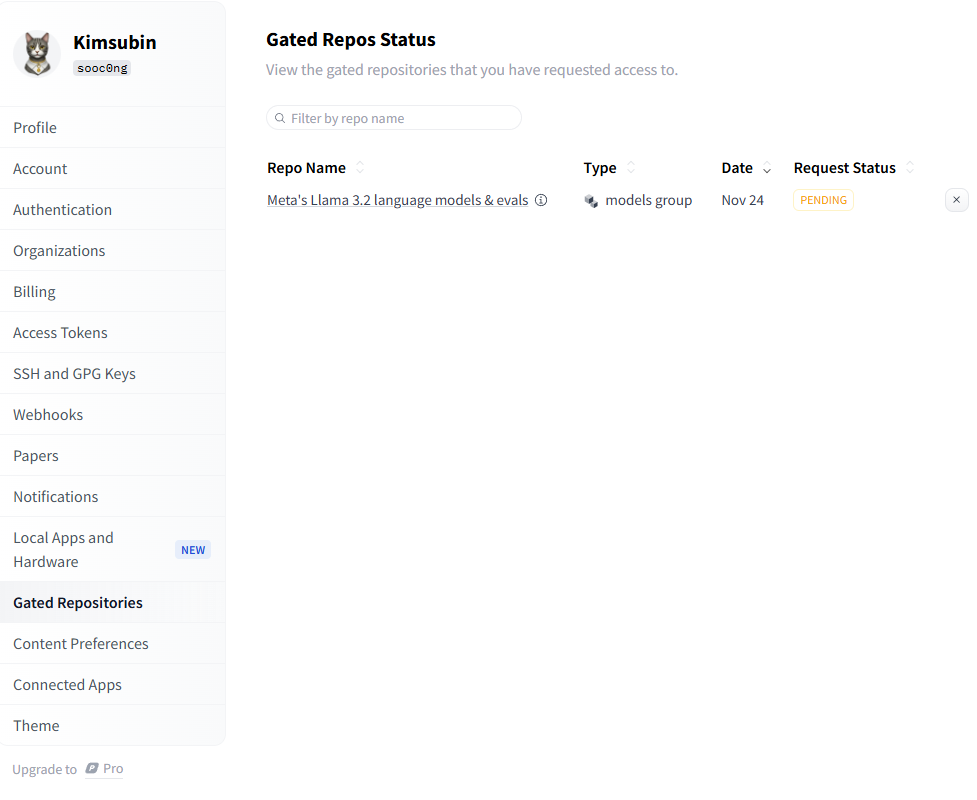 Kimsubin
sooc0ng
Profile
Account
Authentication
Organizations
Billing
Access Tokens
SSH and GPG Keys
Webhooks
Papers
Notifications
Local Apps and
Hardware
NEW
Gated Repositories
Content Preferences
Connected Apps
Theme
Upgrade to Pro
Gated Repos Status
View the gated repositories that you have requested access to.
Filter by repo name
Repo Name Type Date Request Status
Meta's Llama 3.2 language models & evals models group Nov 24 PENDING